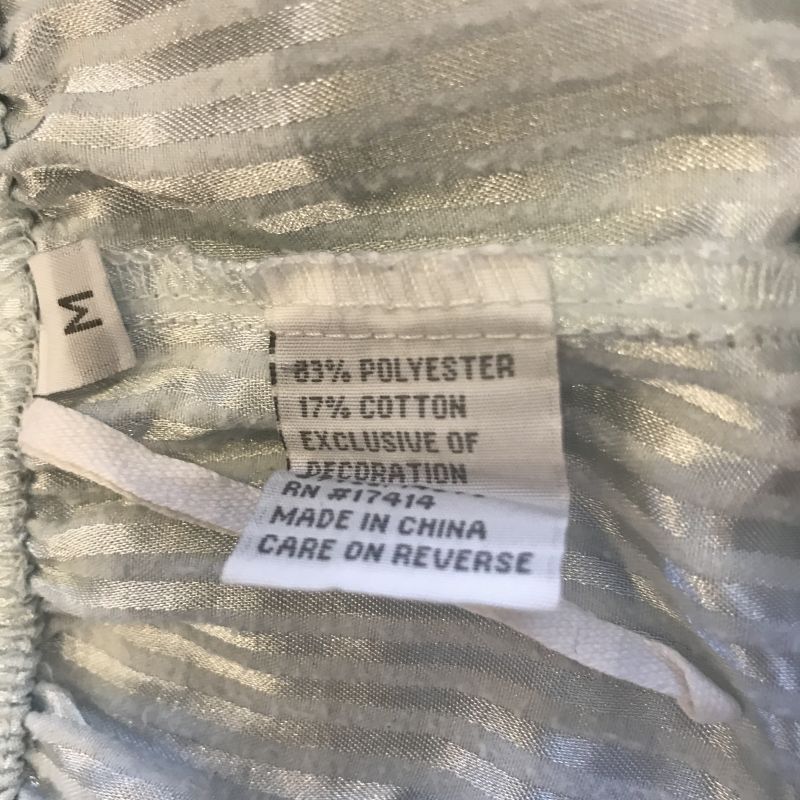 M
83% POLYESTER
17% COTTON
EXCLUSIVE OF
DECORATION
RN #17414
MADE IN CHINA
CARE ON REVERSE